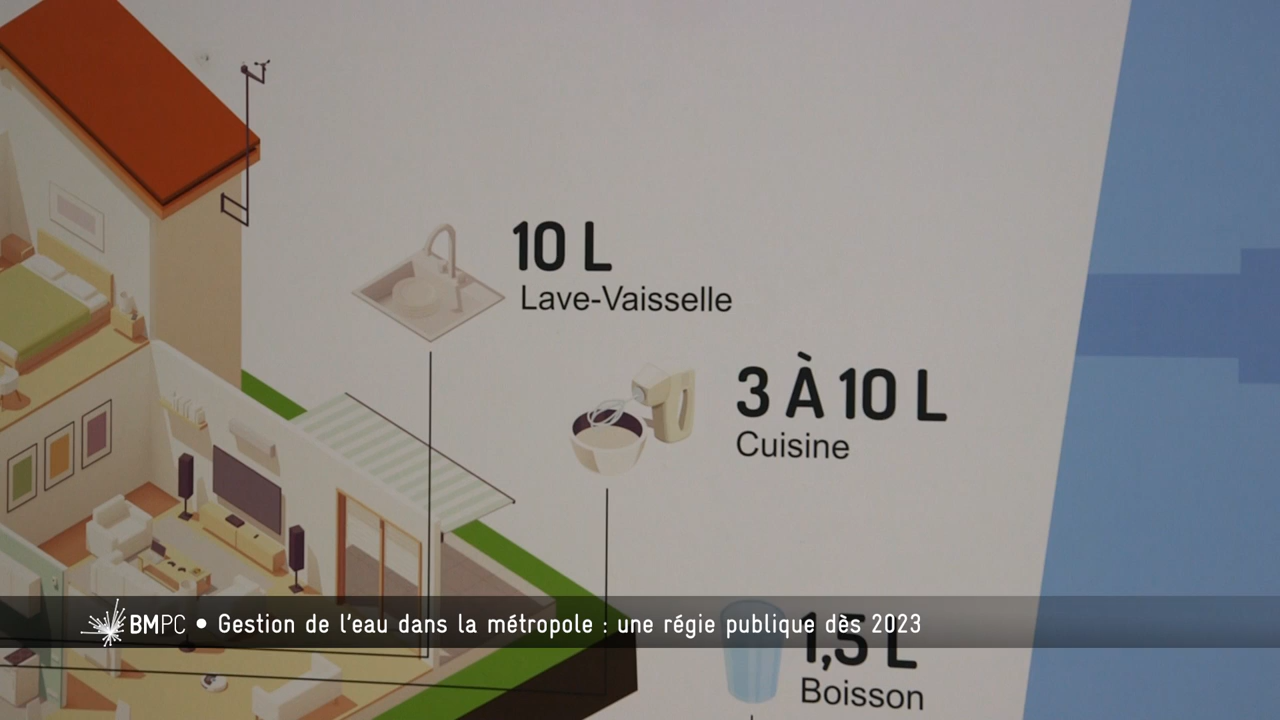 10 L
Lave-Vaisselle
3 À 10 L
Cuisine
BMPC • Gestion de l'eau dans la métropole : une régie publique dès 2023
1,5 L
Boisson